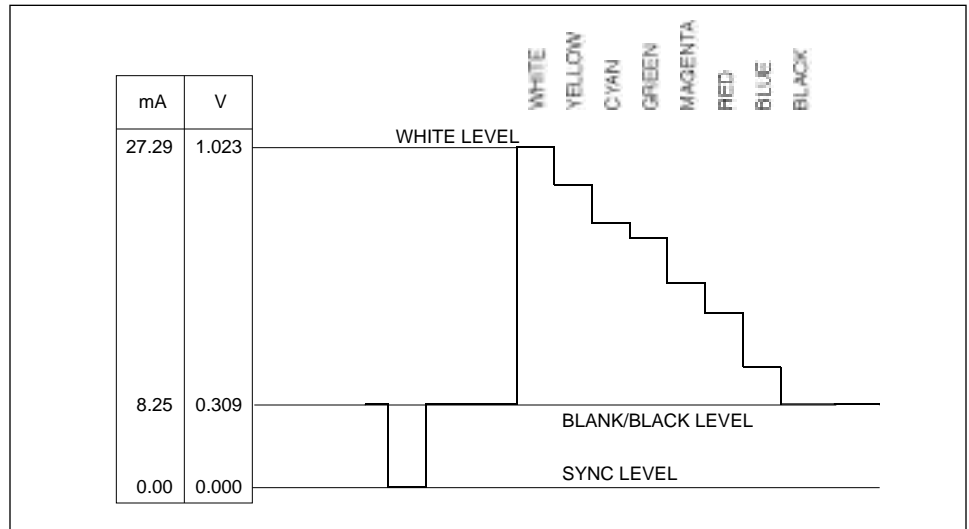 WHITE
YELLOW
CYAN
GREEN
MAGENTA
RED
BLUE
BLACK
mA V
WHITE LEVEL
27.29 1.023
8.25 0.309
BLANK/BLACK LEVEL
SYNC LEVEL
0.00 0.000